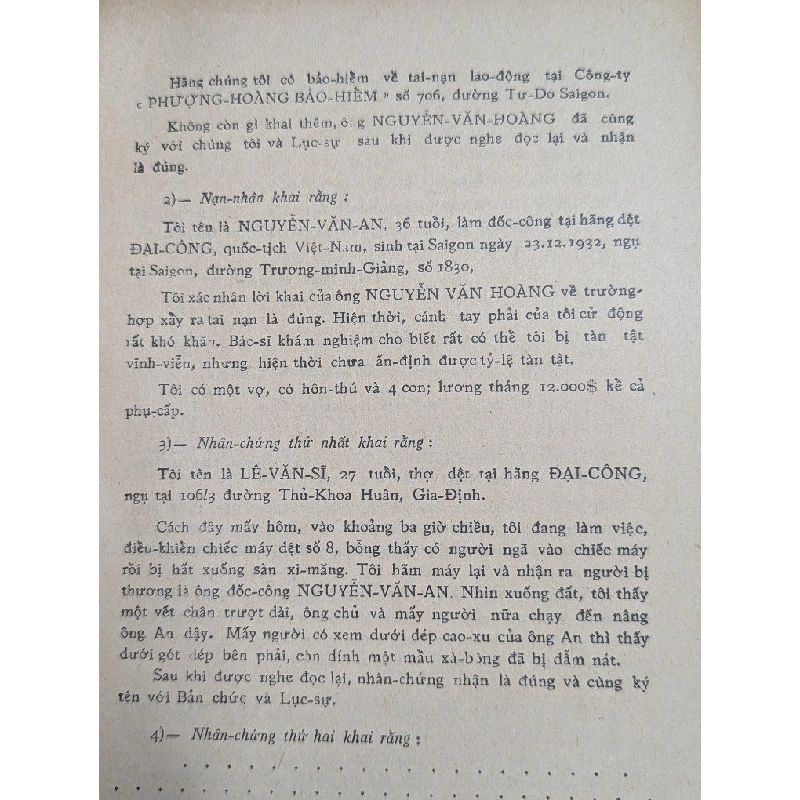 Hãng chúng tôi có bảo-hiểm về tai-nạn lao-động tại Công-ty
« PHƯỢNG-HOÀNG BẢO-HIỂM » số 706, đường Tự-Do Saigon.
Không còn gì khai thêm, ông NGUYỄN-VĂN-HOÀNG đã cùng
ký với chúng tôi và Lục-sự sau khi được nghe đọc lại và nhận
là đúng.
2)— Nạn-nhân khai rằng :
Tôi tên là NGUYỄN-VĂN-AN, 36 tuổi, làm đốc-công tại hãng dệt
ĐẠI-CÔNG, quốc-tịch Việt-Nam, sinh tại Saigon ngày 23.12.1932, ngụ
tại Saigon, đường Trương-minh-Giảng, số 1830,
Tôi xác nhân lời khai của ông NGUYỄN VĂN HOÀNG về trường-
hợp xẩy ra tai nạn là đúng. Hiện thời, cánh tay phải của tôi cử động
rất khó khăn. Bác-sĩ khám nghiệm cho biết rất có thể tôi bị tàn tật
vĩnh-viễn, nhưng hiện thời chưa ấn-định được tỷ-lệ tàn tật.
Tôi có một vợ, có hôn-thú và 4 con; lương tháng 12.000$ kể cả
phụ-cấp.
3)— Nhân-chứng thứ nhất khai rằng :
Tôi tên là LÊ-VĂN-SĨ, 27 tuổi, thợ dệt tại hãng ĐẠI-CÔNG,
ngụ tại 106/3 đường Thủ-Khoa Huân, Gia-Định.
Cách đây mấy hôm, vào khoảng ba giờ chiều, tôi đang làm việc,
điều-khiển chiếc máy dệt số 8, bỗng thấy có người ngã vào chiếc máy
rồi bị hất xuống sàn xi-măng. Tôi hãm máy lại và nhận ra người bị
thương là ông đốc-công NGUYỄN-VĂN-AN. Nhìn xuống đất, tôi thấy
một vết chân trượt dài, ông chủ và mấy người nữa chạy đến nâng
ông An dậy. Mấy người có xem dưới dép cao-xu của ông An thì thấy
dưới gót dép bên phải, còn dính một mầu xà-bông đã bị dẫm nát.
Sau khi được nghe đọc lại, nhân-chứng nhận là đúng và cùng ký
tên với Bản chức và Lục-sự.
4)— Nhân-chứng thứ hai khai rằng :